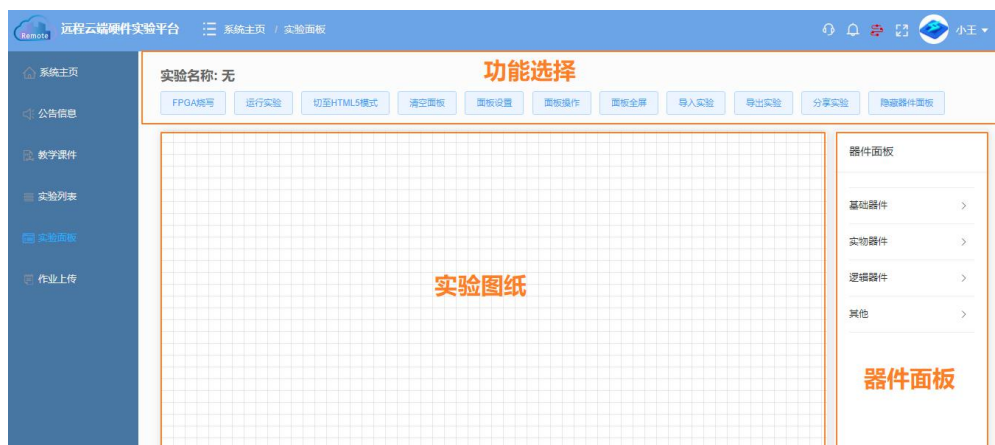 Remote 远程云端硬件实验平台 系统主页 / 实验面板 小王
系统主页
公告信息
教学课件
实验列表
实验面板
作业上传
实验名称: 无
功能选择
FPGA烧写 运行实验 切至HTML5模式 清空面板 面板设置 面板操作 面板全屏 导入实验 导出实验 分享实验 隐藏器件面板
实验图纸
器件面板
基础器件
实物器件
逻辑器件
其他
器件面板